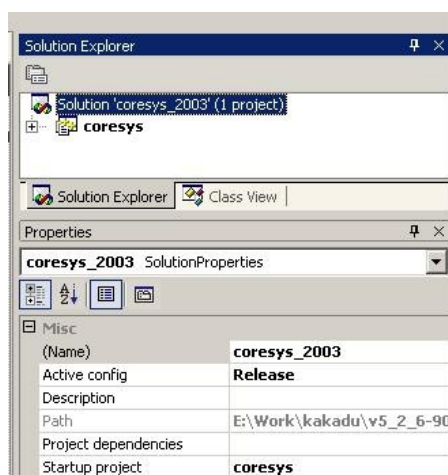 Solution Explorer
Solution 'coresys_2003' (1 project)
coresys
Solution Explorer Class View
Properties
coresys_2003 SolutionProperties
Misc
(Name) coresys_2003
Active config Release
Description
Path E:\Work\kakadu\v5_2_6-90
Project dependencies
Startup project coresys